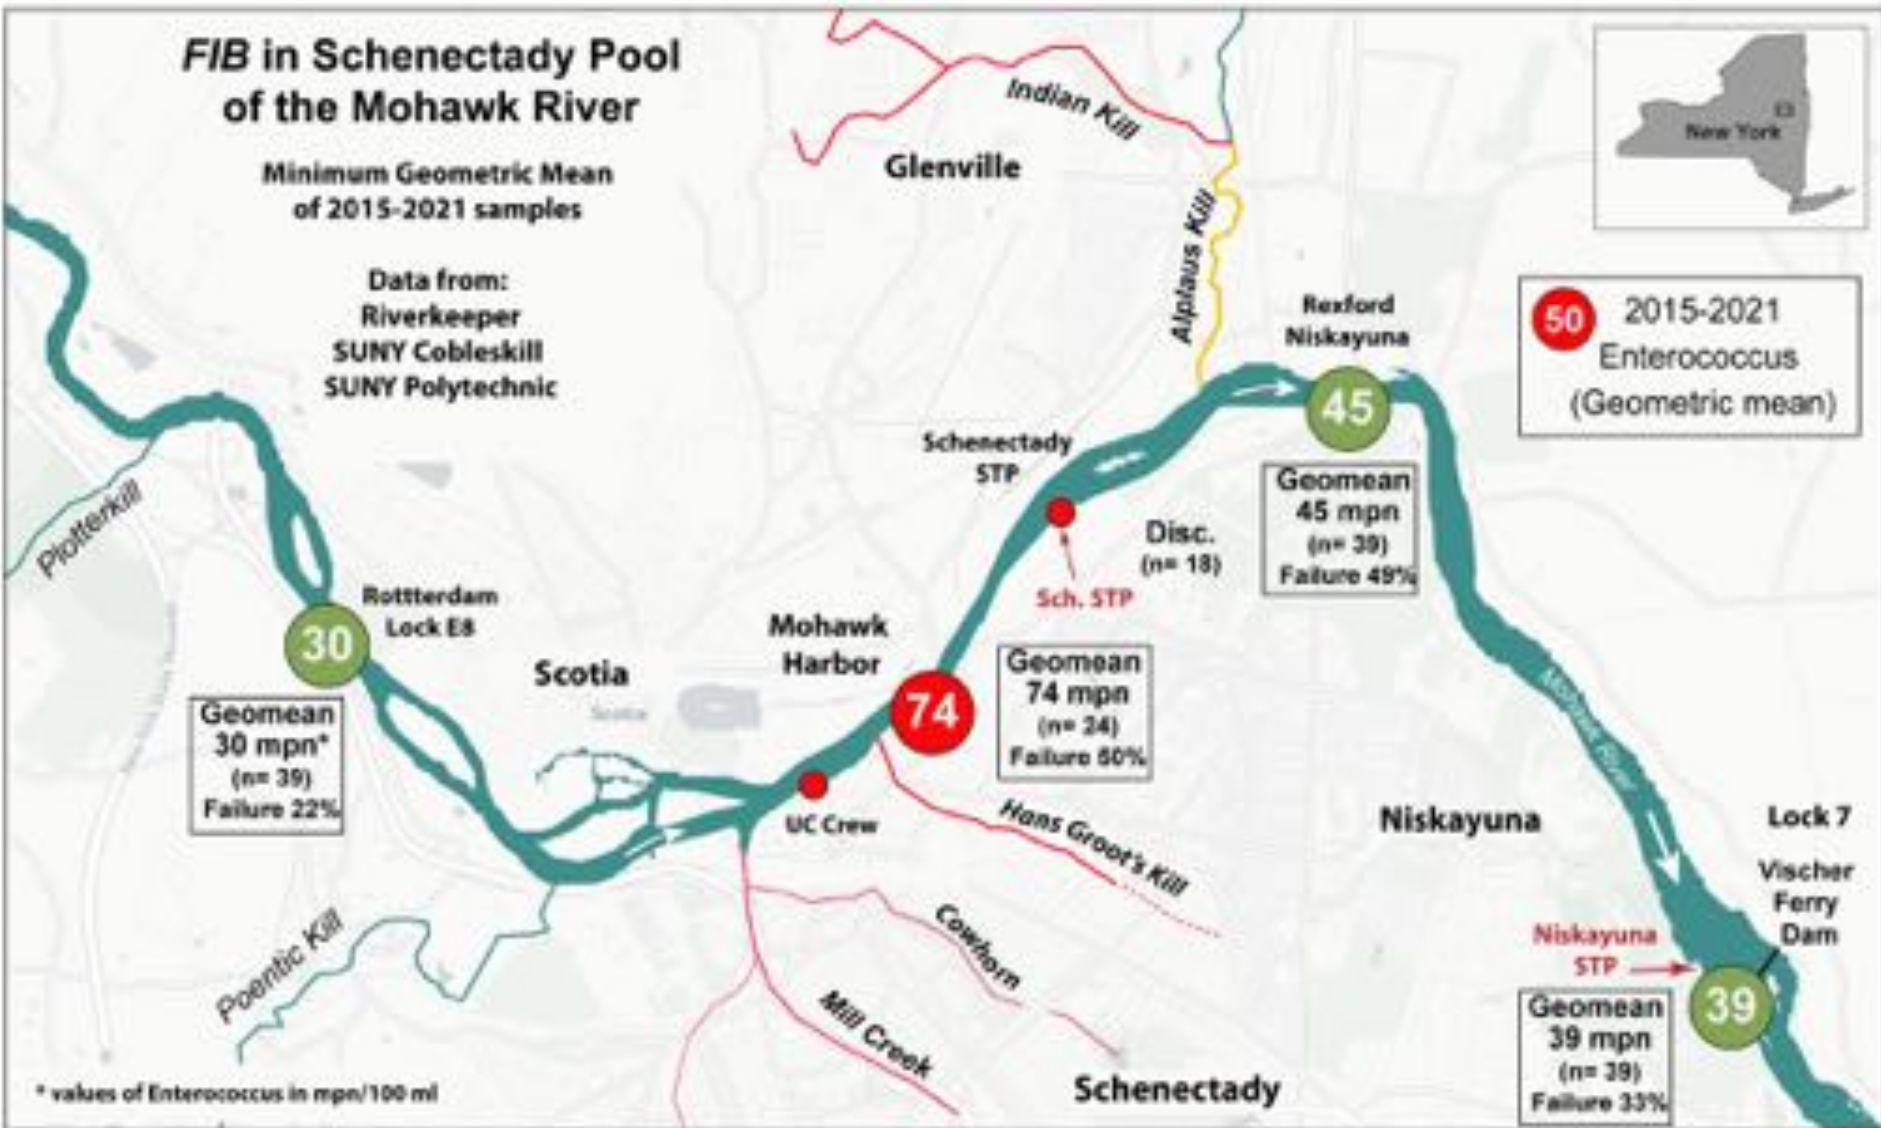 FIB in Schenectady Pool
of the Mohawk River
Minimum Geometric Mean
of 2015-2021 samples
Data from:
Riverkeeper
SUNY Cobleskill
SUNY Polytechnic
Indian Kill
Glenville
Alplaus Kill
New York
Rexford
Niskayuna
50
2015-2021
Enterococcus
(Geometric mean)
45
Geomean
45 mpn
(n= 39)
Failure 49%
Schenectady
STP
Disc.
(n= 18)
Sch. STP
Plotterkill
Rottterdam
Lock E8
30
Geomean
30 mpn*
(n= 39)
Failure 22%
Scotia
Scotia
Mohawk
Harbor
74
Geomean
74 mpn
(n= 24)
Failure 50%
UC Crew
Hans Groot's Kill
Mohawk River
Niskayuna
Lock 7
Vischer
Ferry
Dam
Niskayuna
STP
39
Geomean
39 mpn
(n= 39)
Failure 33%
Poentic Kill
Cowhorn
Mill Creek
Schenectady
* values of Enterococcus in mpn/100 ml